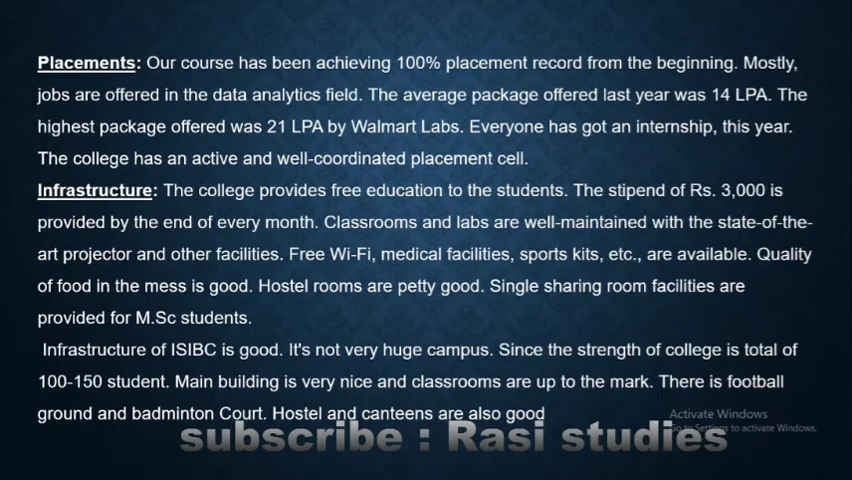 Placements: Our course has been achieving 100% placement record from the beginning. Mostly,
jobs are offered in the data analytics field. The average package offered last year was 14 LPA. The
highest package offered was 21 LPA by Walmart Labs. Everyone has got an internship, this year.
The college has an active and well-coordinated placement cell.
Infrastructure: The college provides free education to the students. The stipend of Rs. 3,000 is
provided by the end of every month. Classrooms and labs are well-maintained with the state-of-the-
art projector and other facilities. Free Wi-Fi, medical facilities, sports kits, etc., are available. Quality
of food in the mess is good. Hostel rooms are petty good. Single sharing room facilities are
provided for M.Sc students.
Infrastructure of ISIBC is good. It's not very huge campus. Since the strength of college is total of
100-150 student. Main building is very nice and classrooms are up to the mark. There is football
ground and badminton Court. Hostel and canteens are also good
Activate Windows
Go to Settings to activate Windows.
subscribe : Rasi studies